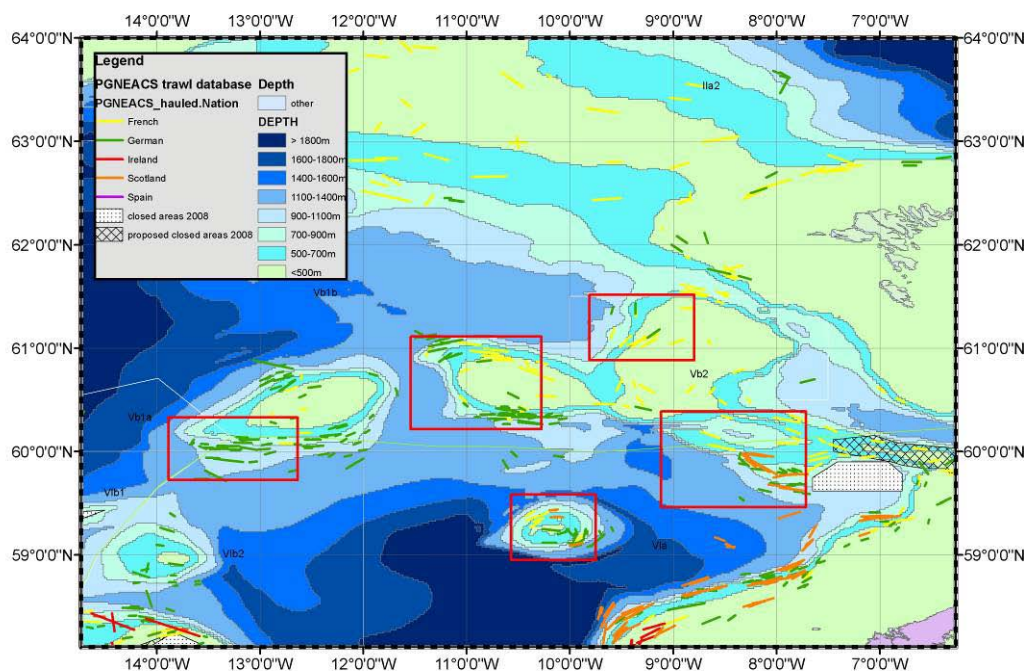 14°0'0"W 13°0'0"W 12°0'0"W 11°0'0"W 10°0'0"W 9°0'0"W 8°0'0"W 7°0'0"W
64°0'0"N 64°0'0"N
Legend
PGNEACS trawl database
PGNEACS_hauled.Nation
French
German
Ireland
Scotland
Spain
closed areas 2008
proposed closed areas 2008
Depth
other
DEPTH
> 1800m
1600-1800m
1400-1600m
1100-1400m
900-1100m
700-900m
500-700m
<500m
IIa2
63°0'0"N 63°0'0"N
62°0'0"N 62°0'0"N
Vb1b
61°0'0"N 61°0'0"N
Vb2
Vb1a
60°0'0"N 60°0'0"N
VIb1
VIa
59°0'0"N 59°0'0"N
VIb2
14°0'0"W 13°0'0"W 12°0'0"W 11°0'0"W 10°0'0"W 9°0'0"W 8°0'0"W 7°0'0"W